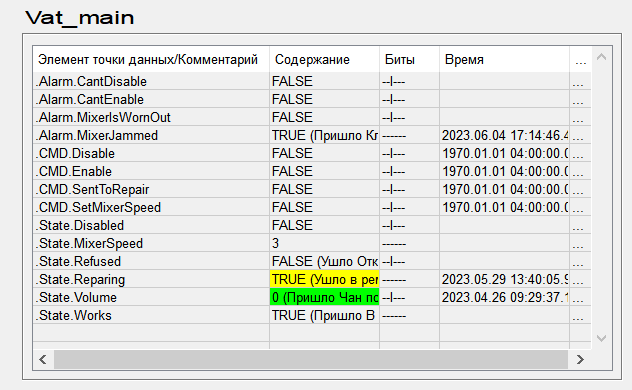 Vat_main
Элемент точки данных/Комментарий Содержание Биты Время ...
.Alarm.CantDisable FALSE --I---
.Alarm.CantEnable FALSE --I--- ...
.Alarm.MixerIsWornOut FALSE --I--- ...
.Alarm.MixerJammed TRUE (Пришло Кл ------ 2023.06.04 17:14:46.4 ...
.CMD.Disable FALSE --I--- 1970.01.01 04:00:00.0 ...
.CMD.Enable FALSE --I--- 1970.01.01 04:00:00.0 ...
.CMD.SentToRepair FALSE --I--- 1970.01.01 04:00:00.0 ...
.CMD.SetMixerSpeed FALSE --I--- 1970.01.01 04:00:00.0 ...
.State.Disabled FALSE --I--- ...
.State.MixerSpeed 3 ------ ...
.State.Refused FALSE (Ушло Отк --I--- ...
.State.Reparing TRUE (Ушло в рег ------ 2023.05.29 13:40:05.9 ...
.State.Volume 0 (Пришло Чан по --I--- 2023.04.26 09:29:37.1 ...
.State.Works TRUE (Пришло В ------ ...